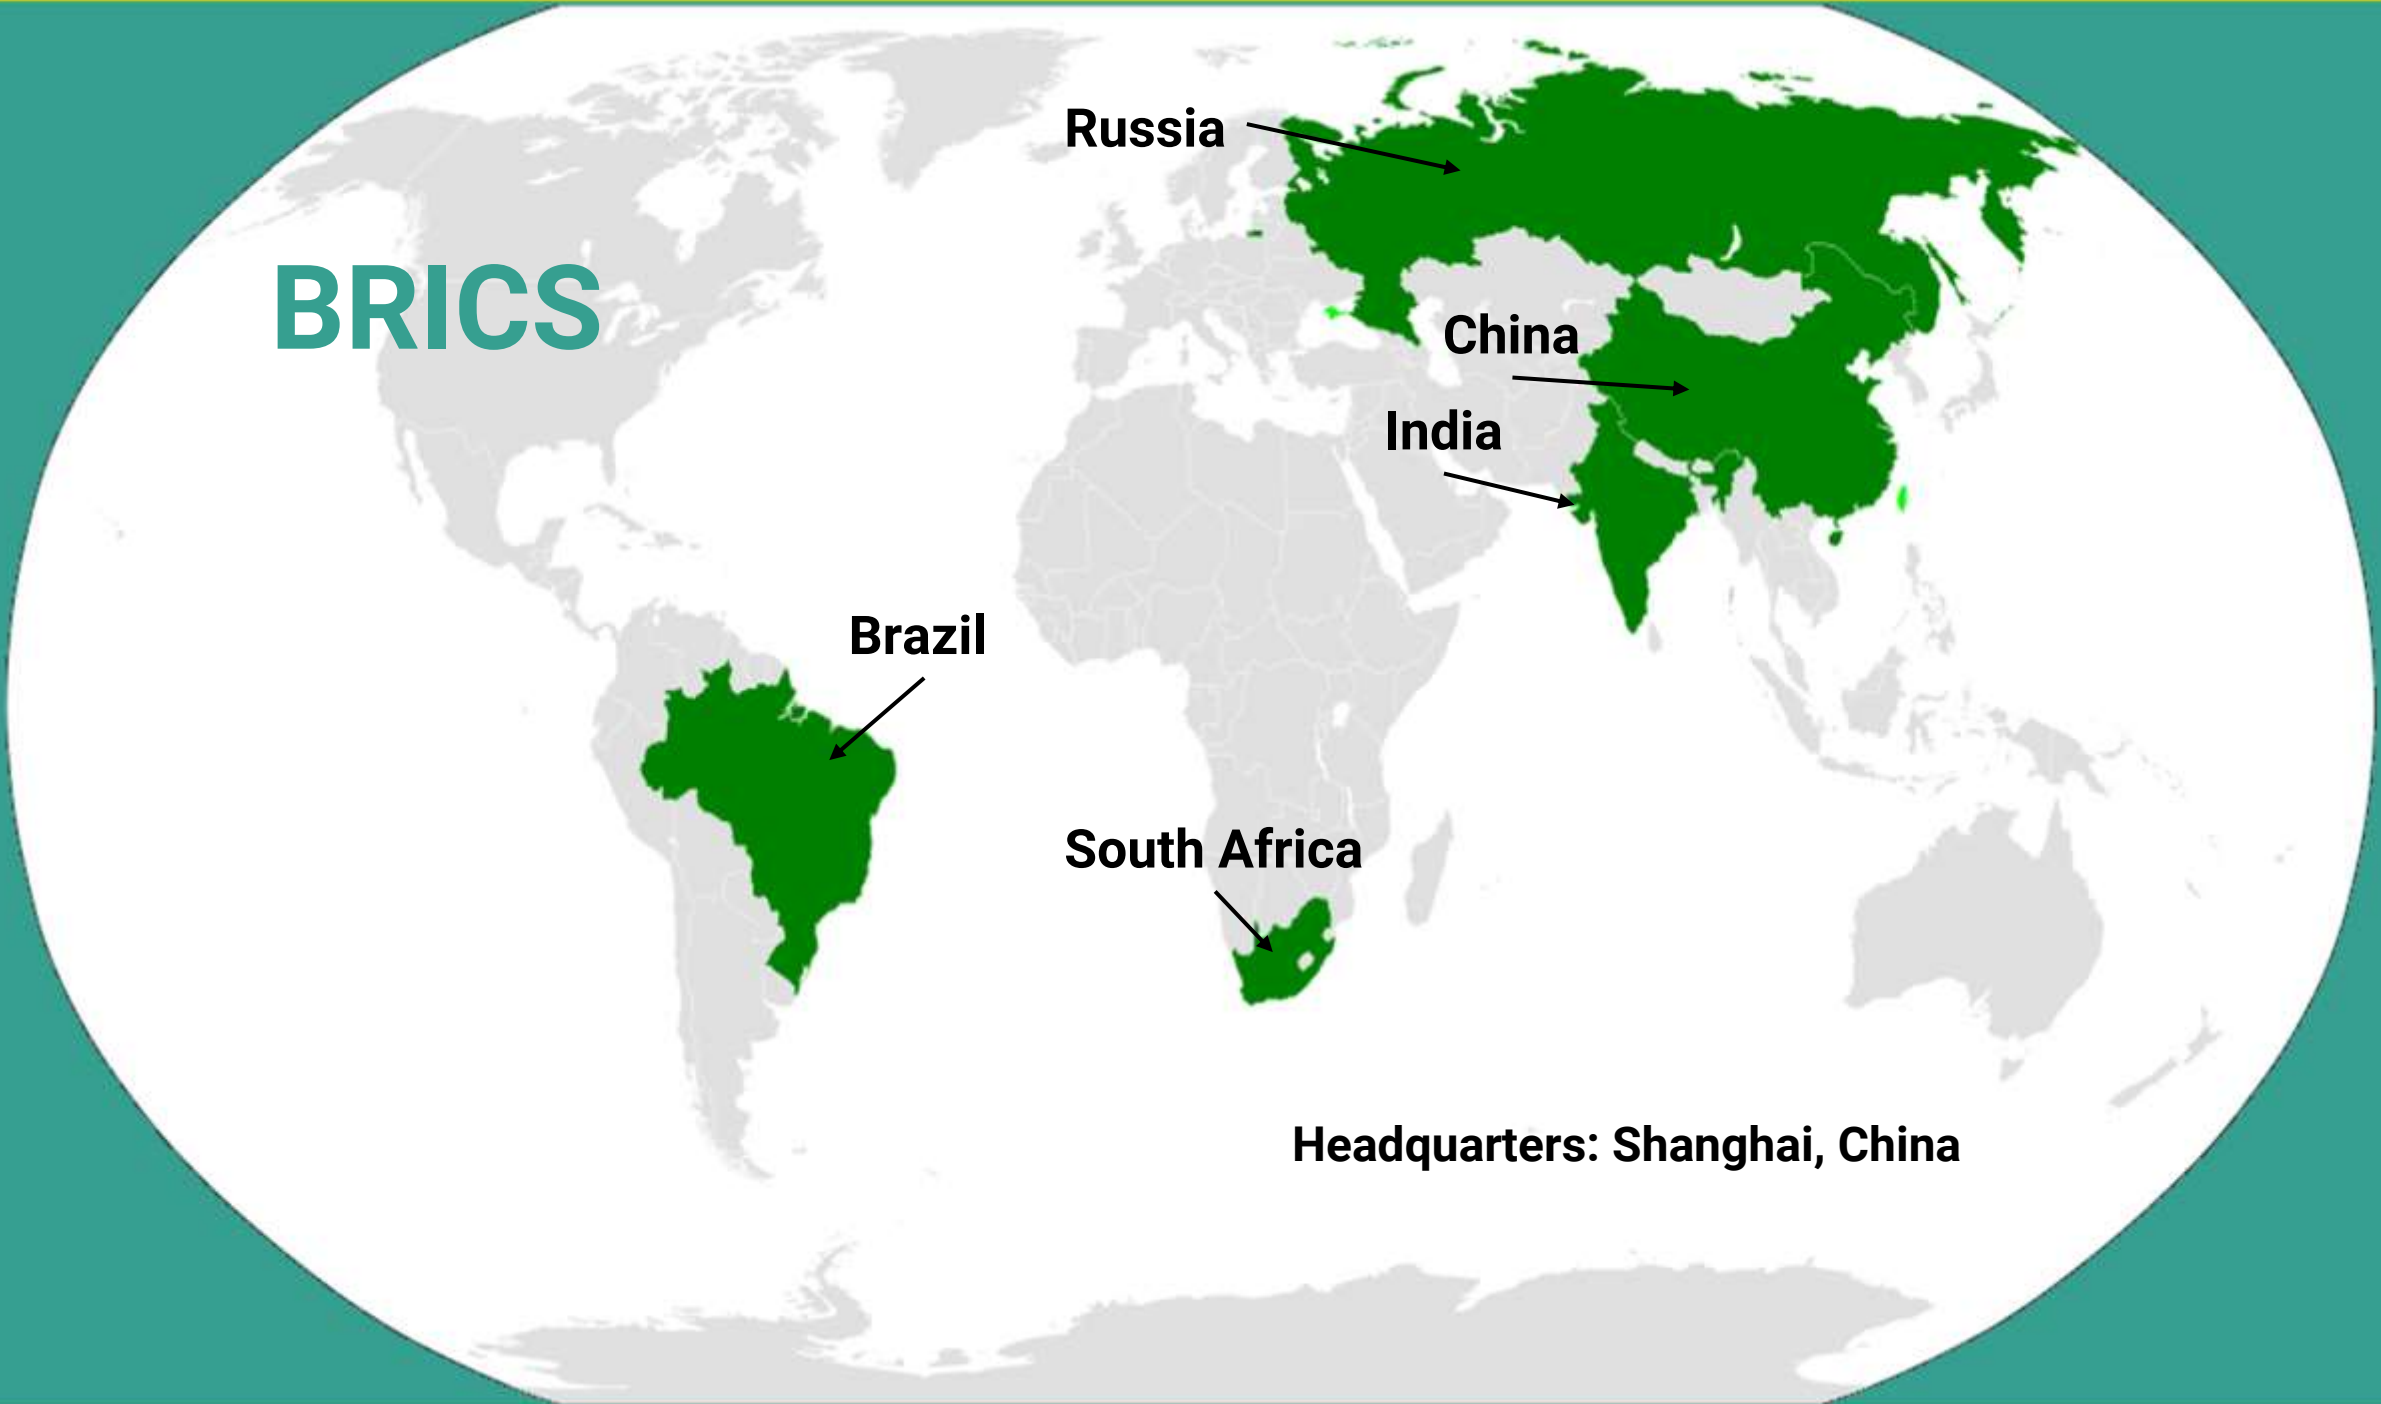 Russia
BRICS
China
India
Brazil
South Africa
Headquarters: Shanghai, China